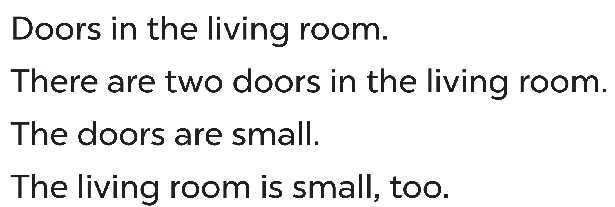 Doors in the living room.
There are two doors in the living room.
The doors are small.
The living room is small, too.